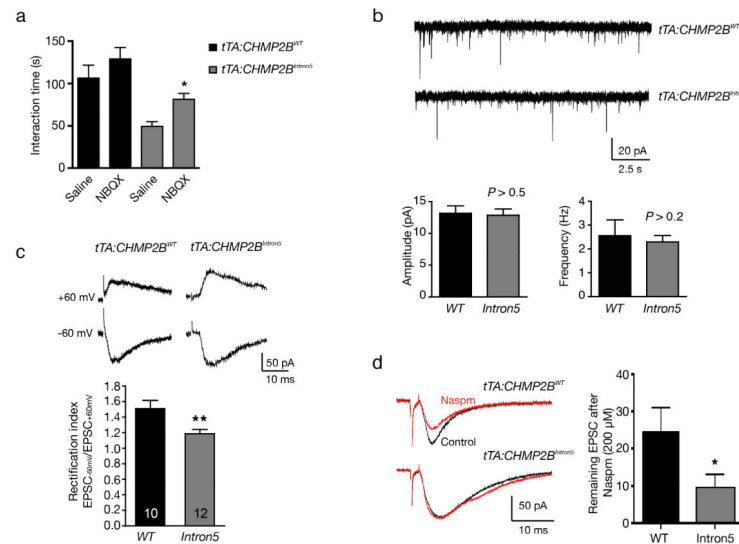 a
Interaction time (s)
150
100
50
0
Saline
NBQX
Saline
NBQX
*
tTA:CHMP2B^WT
tTA:CHMP2B^Intron5
b
tTA:CHMP2B^WT
tTA:CHMP2B^Int
20 pA
2.5 s
Amplitude (pA)
15
10
5
0
P > 0.5
WT
Intron5
Frequency (Hz)
4
3
2
1
0
P > 0.2
WT
Intron5
c
tTA:CHMP2B^WT
tTA:CHMP2B^Intron5
+60 mV
-60 mV
50 pA
10 ms
Rectification index
EPSC-60mV/EPSC+60mV
1.8
1.6
1.4
1.2
1.0
0.8
0.6
0.4
0.2
0.0
**
10
12
WT
Intron5
d
tTA:CHMP2B^WT
Naspm
Control
tTA:CHMP2B^Intron5
50 pA
10 ms
Remaining EPSC after
Naspm (200 µM)
40
30
20
10
0
*
WT
Intron5